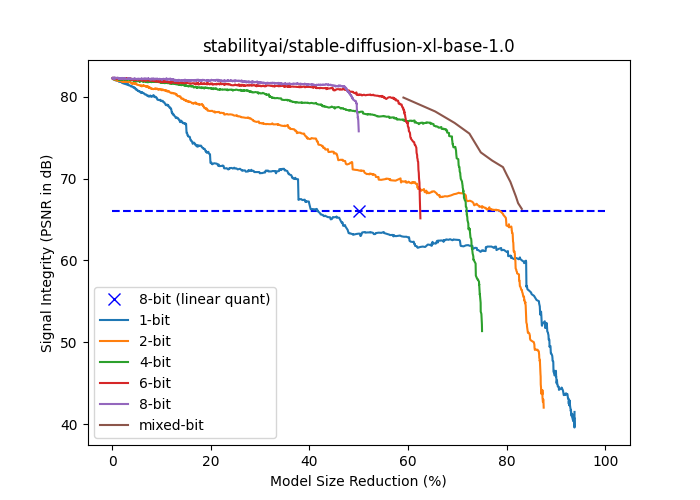 stabilityai/stable-diffusion-xl-base-1.0
Signal Integrity (PSNR in dB)
80
70
60
50
40
8-bit (linear quant)
1-bit
2-bit
4-bit
6-bit
8-bit
mixed-bit
0 20 40 60 80 100
Model Size Reduction (%)